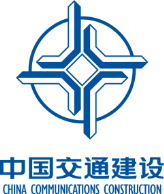 中国交通建设
CHINA COMMUNICATIONS CONSTRUCTION